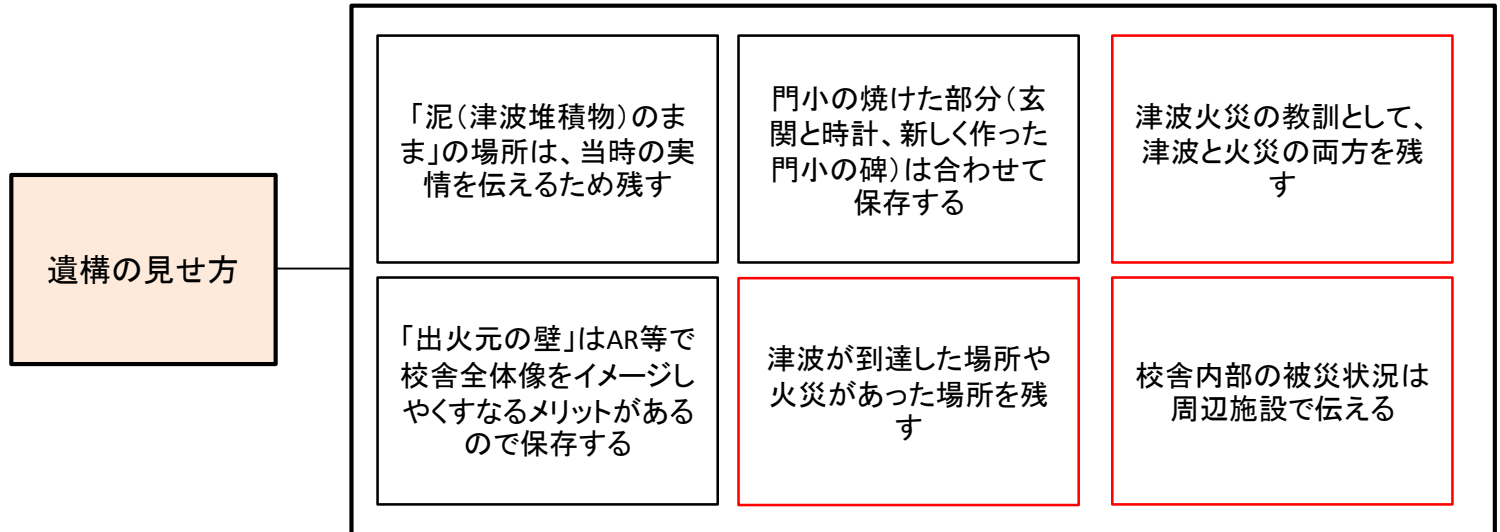 遺構の見せ方
「泥（津波堆積物）のま
ま」の場所は、当時の実
情を伝えるため残す
門小の焼けた部分（玄
関と時計、新しく作った
門小の碑）は合わせて
保存する
津波火災の教訓として、
津波と火災の両方を残
す
「出火元の壁」はAR等で
校舎全体像をイメージし
やくすなるメリットがある
ので保存する
津波が到達した場所や
火災があった場所を残
す
校舎内部の被災状況は
周辺施設で伝える